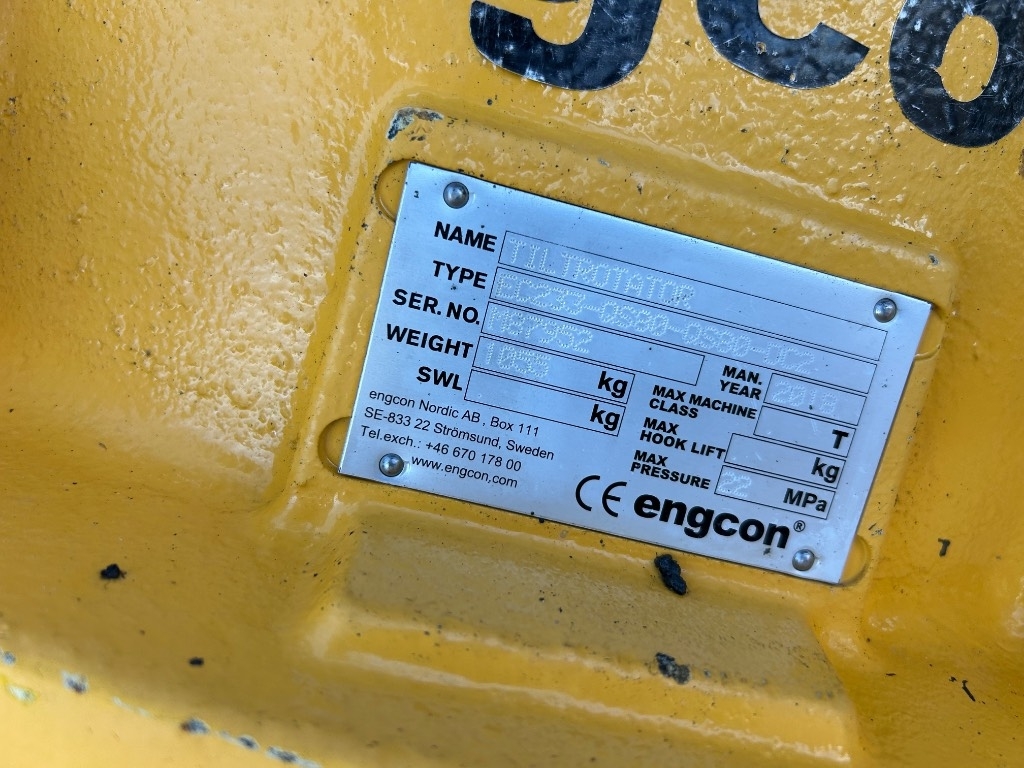 gco
NAME TILTROTATOR
TYPE EC233-QS80-QS80-DC2
SER. NO. MAN. YEAR
WEIGHT kg MAX MACHINE CLASS T
SWL kg MAX HOOK LIFT kg
MAX PRESSURE 22 MPa
engcon Nordic AB , Box 111
SE-833 22 Strömsund, Sweden
Tel.exch.: +46 670 178 00
www.engcon,com
CE engcon®